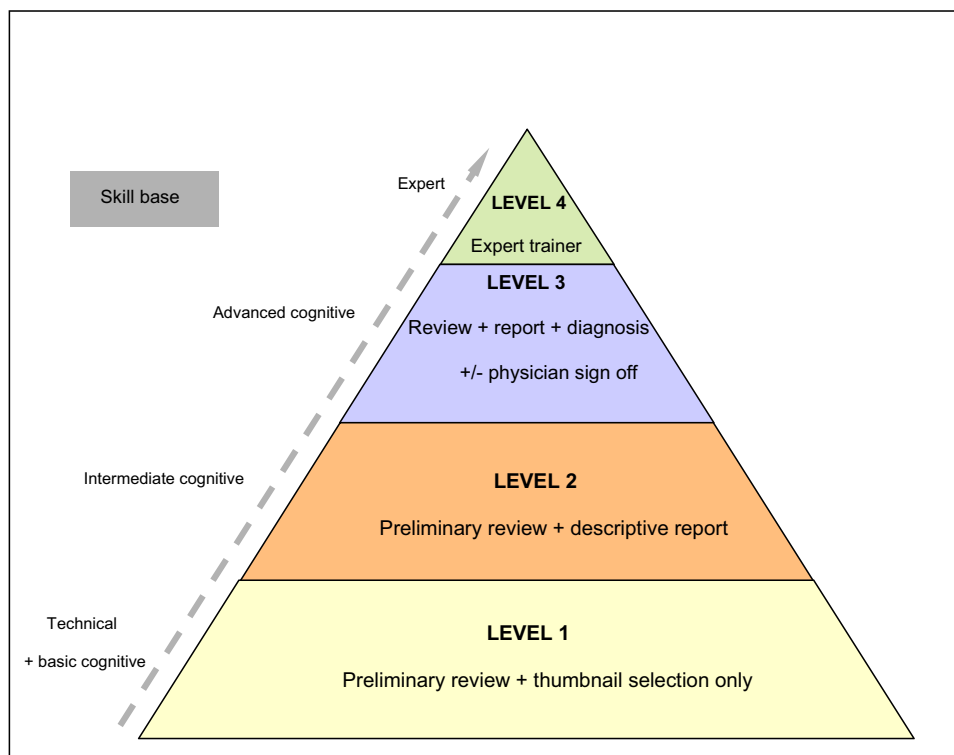 Skill base
Expert
LEVEL 4
Expert trainer
Advanced cognitive
LEVEL 3
Review + report + diagnosis
+/- physician sign off
Intermediate cognitive
LEVEL 2
Preliminary review + descriptive report
Technical
+ basic cognitive
LEVEL 1
Preliminary review + thumbnail selection only